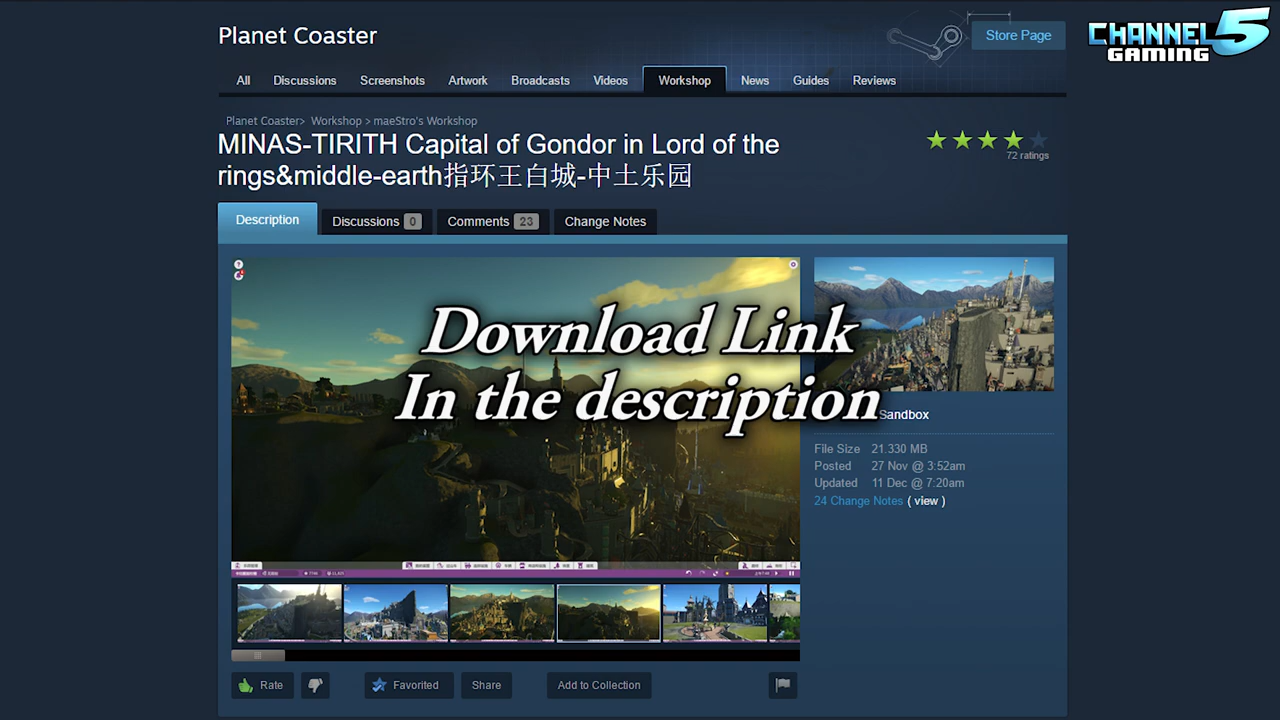 Planet Coaster
Store Page
CHANNEL 5
GAMING
All Discussions Screenshots Artwork Broadcasts Videos Workshop News Guides Reviews
Planet Coaster> Workshop > maeStro's Workshop
MINAS-TIRITH Capital of Gondor in Lord of the
rings&middle-earth指环王白城-中土乐园
72 ratings
Description Discussions 0 Comments 23 Change Notes
Download Link
In the description
Sandbox
File Size 21.330 MB
Posted 27 Nov @ 3:52am
Updated 11 Dec @ 7:20am
24 Change Notes ( view )
Rate Favorited Share Add to Collection